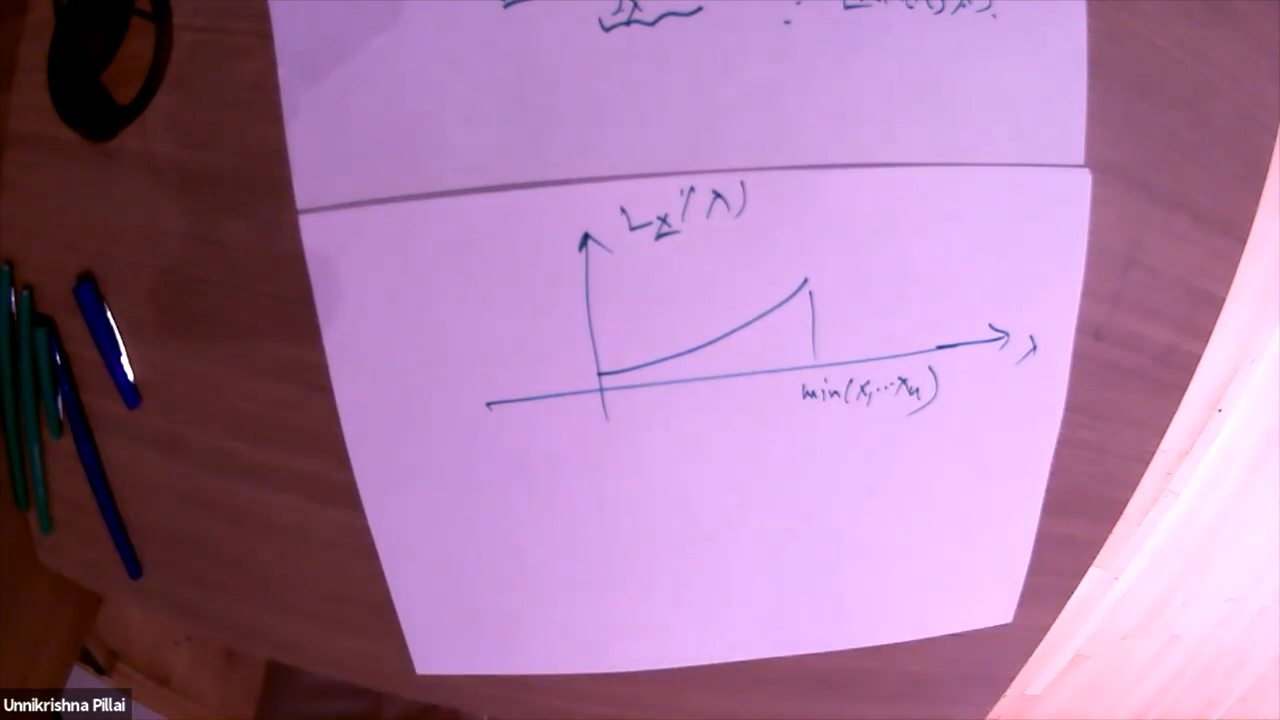 L_x(λ)
λ
min(x₁⋯xₙ)
Unnikrishna Pillai